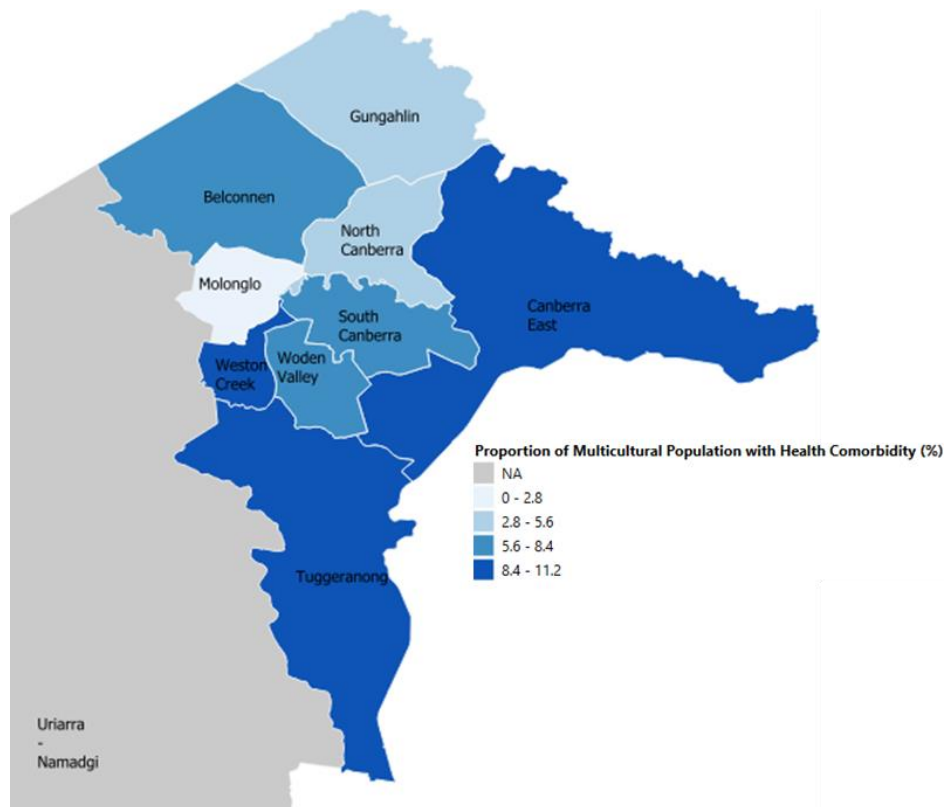 Gungahlin
Belconnen
North
Canberra
Molonglo
Canberra
East
South
Canberra
Weston
Creek
Woden
Valley
Proportion of Multicultural Population with Health Comorbidity (%)
NA
0 - 2.8
2.8 - 5.6
5.6 - 8.4
8.4 - 11.2
Tuggeranong
Uriarra
-
Namadgi